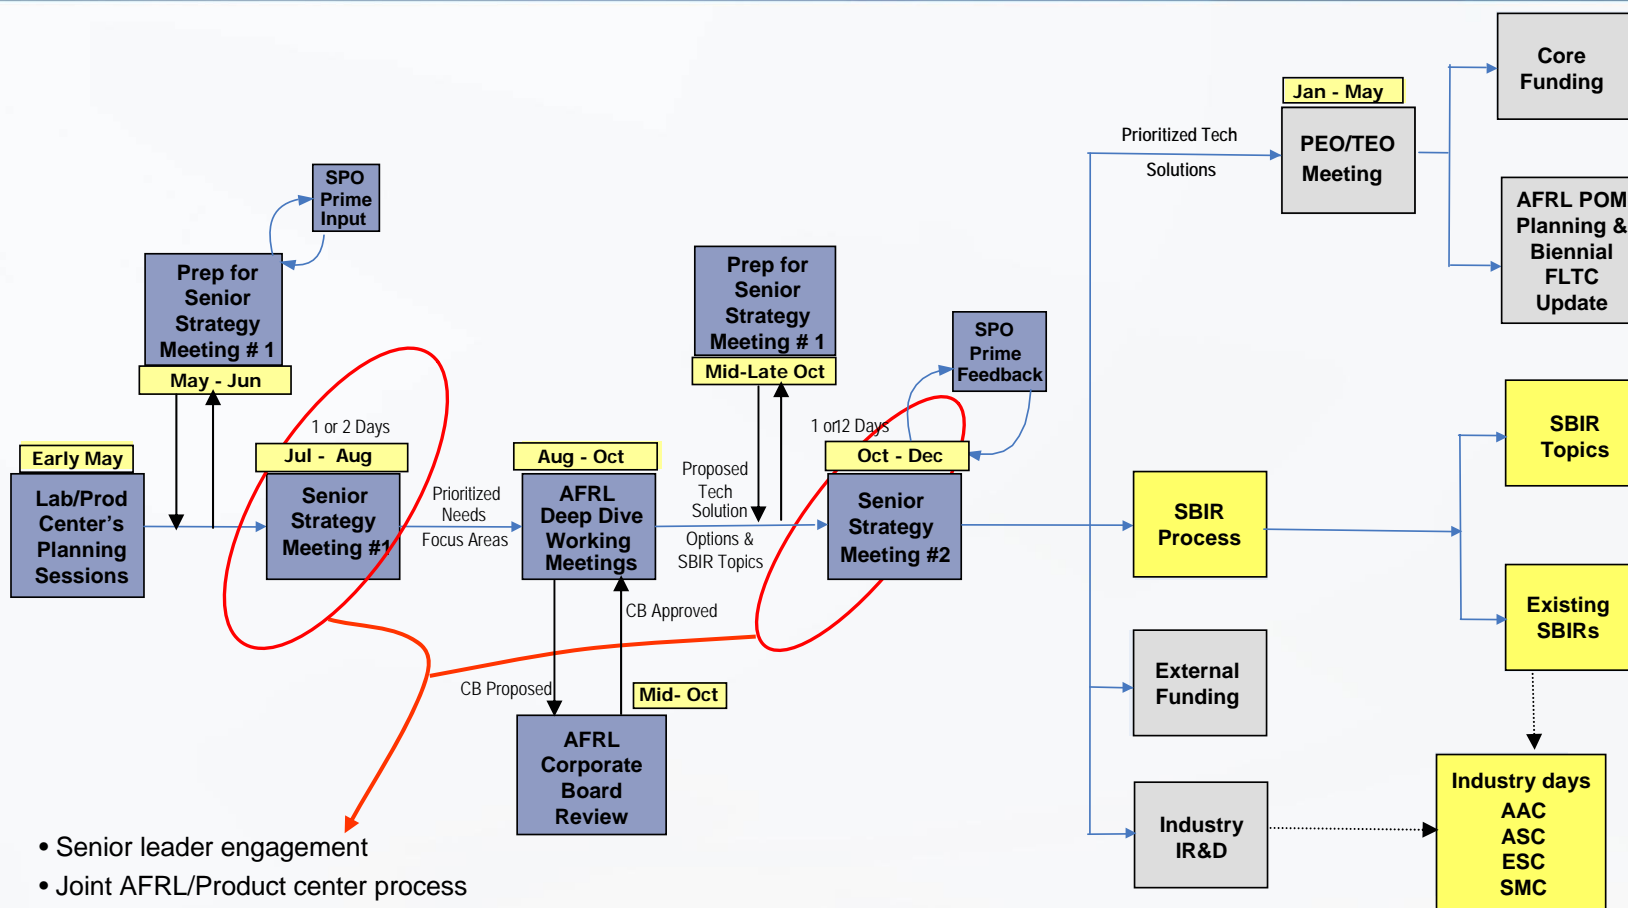 SPO
Prime
Input
Prep for
Senior
Strategy
Meeting # 1
May - Jun
Early May
Lab/Prod
Center's
Planning
Sessions
1 or 2 Days
Jul - Aug
Senior
Strategy
Meeting #1
Prioritized
Needs
Focus Areas
Aug - Oct
AFRL
Deep Dive
Working
Meetings
CB Proposed
CB Approved
Mid- Oct
AFRL
Corporate
Board
Review
Proposed
Tech
Solution
Options &
SBIR Topics
Prep for
Senior
Strategy
Meeting # 1
Mid-Late Oct
SPO
Prime
Feedback
1 or12 Days
Oct - Dec
Senior
Strategy
Meeting #2
Prioritized Tech
Solutions
Jan - May
PEO/TEO
Meeting
Core
Funding
AFRL POM
Planning &
Biennial
FLTC
Update
SBIR
Process
SBIR
Topics
Existing
SBIRs
External
Funding
Industry
IR&D
Industry days
AAC
ASC
ESC
SMC
• Senior leader engagement
• Joint AFRL/Product center process